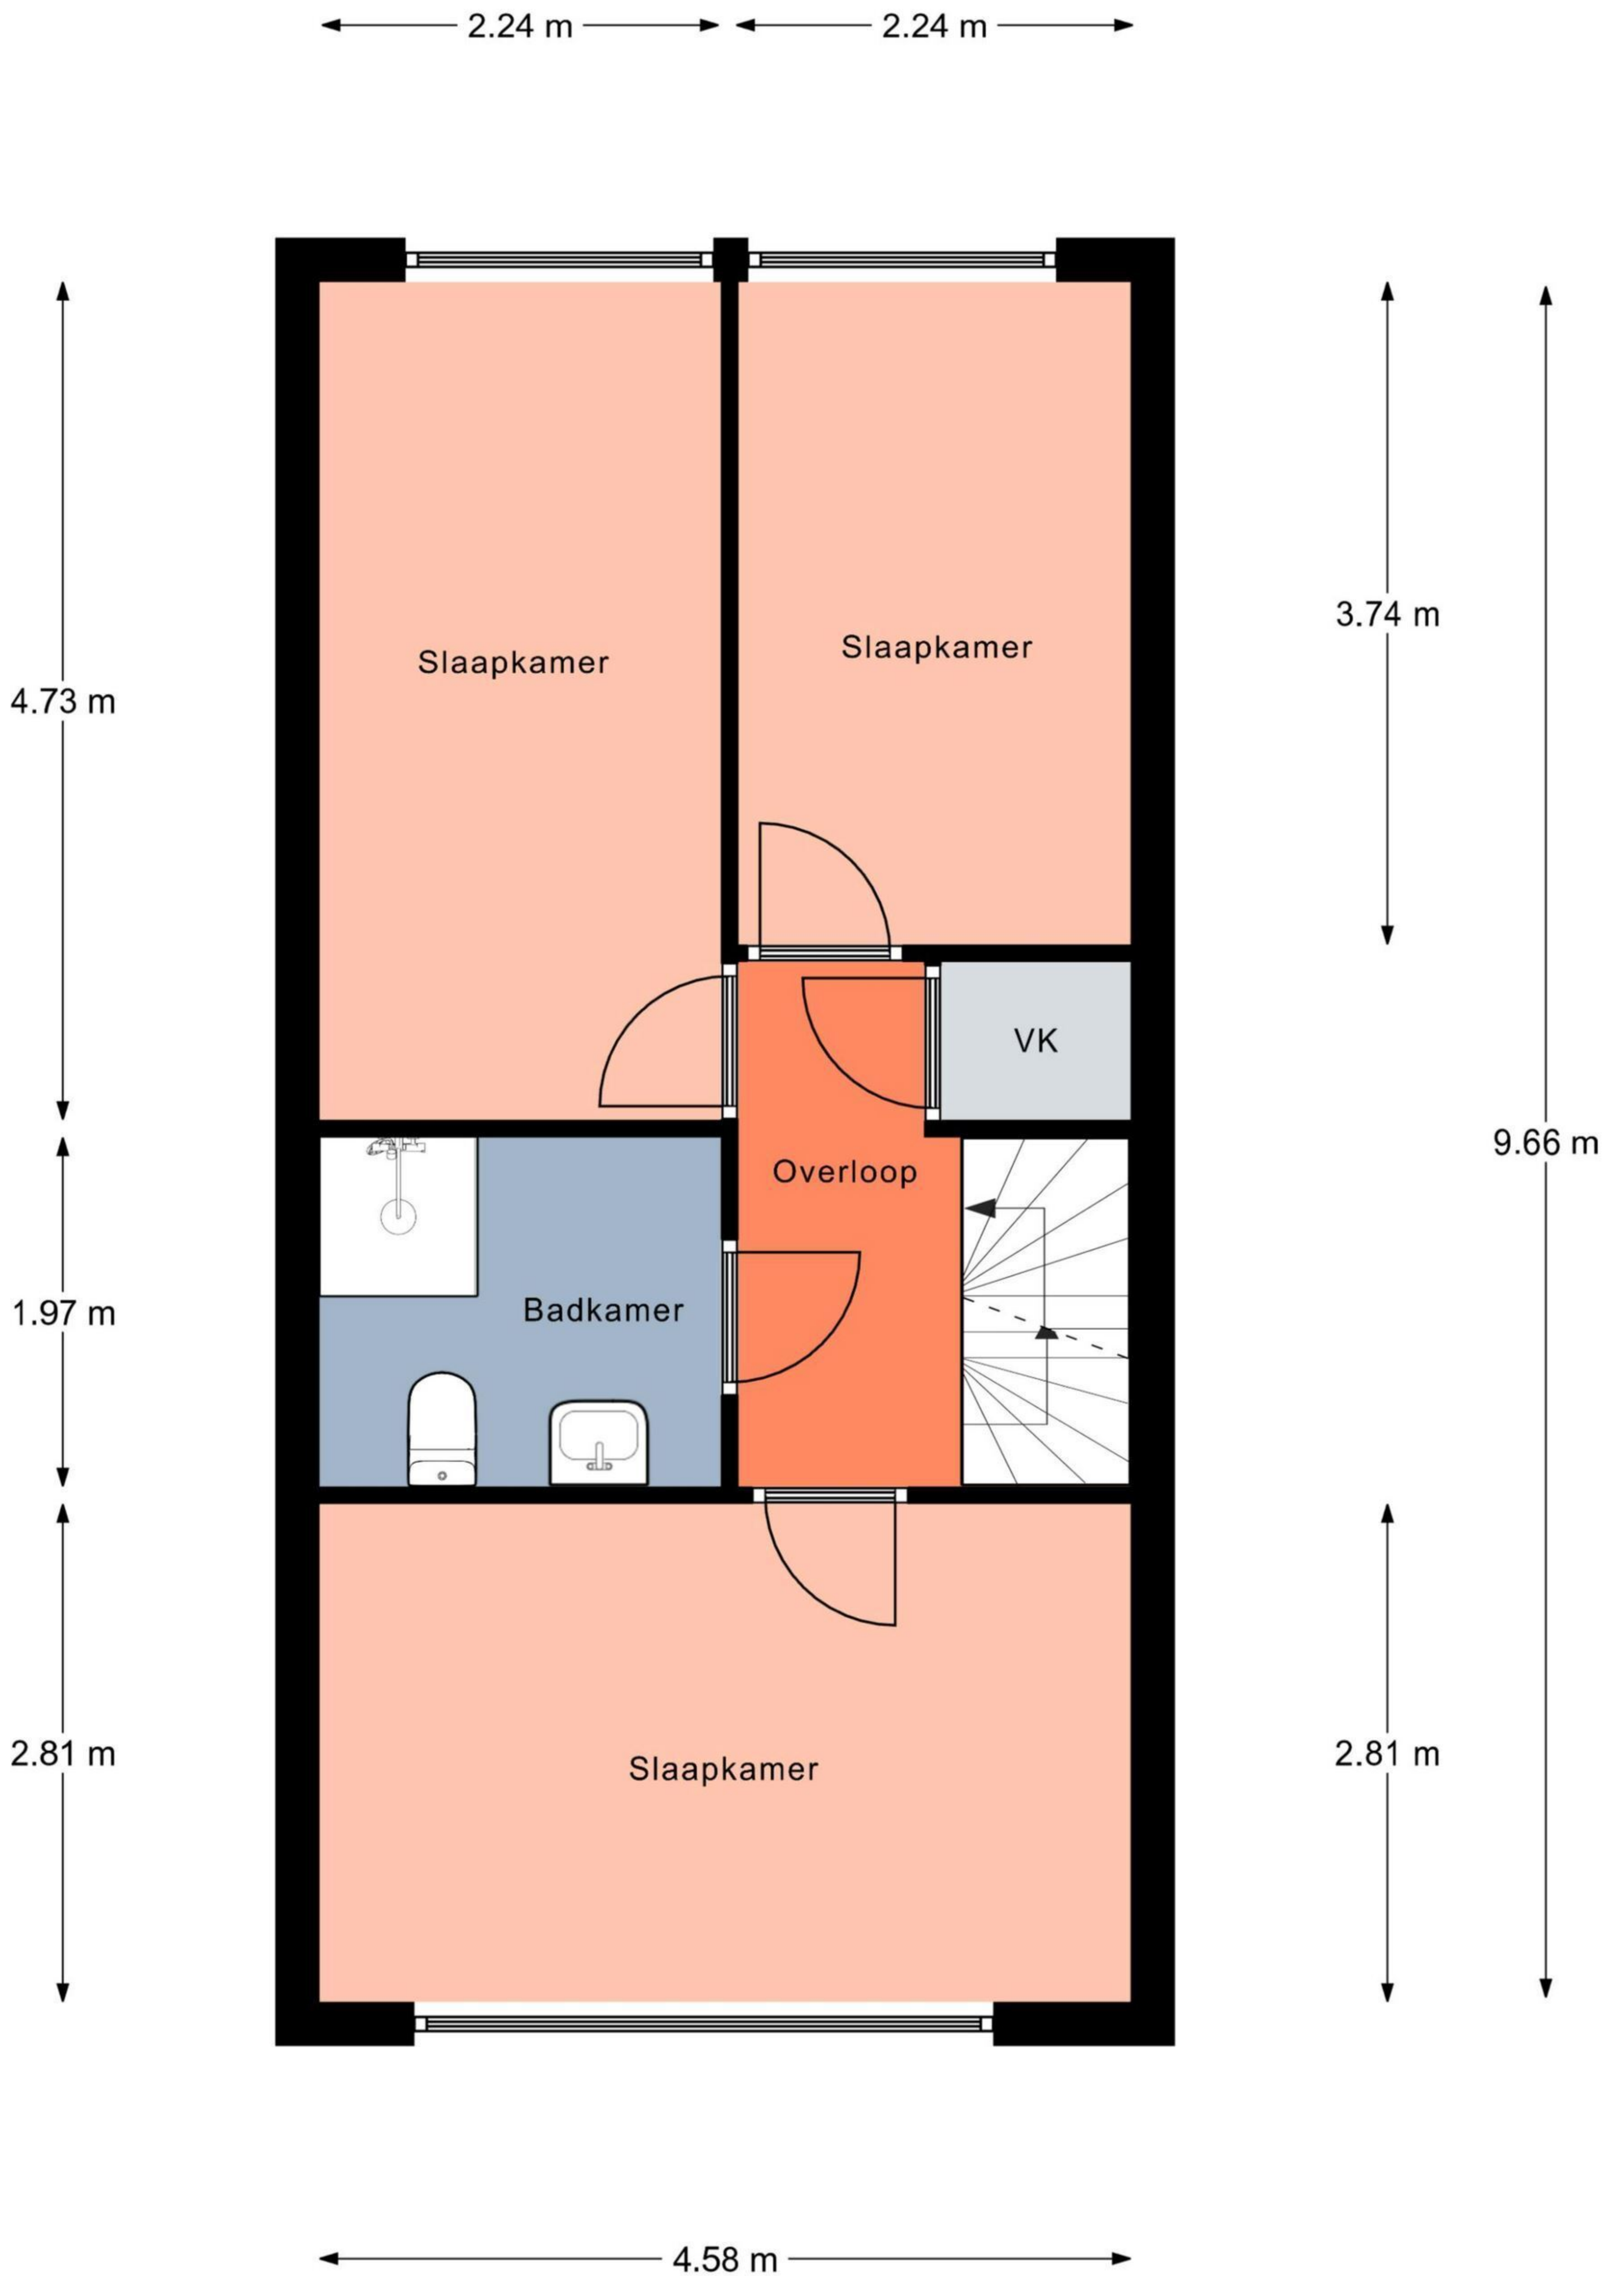 2.24 m
2.24 m
3.74 m
Slaapkamer
Slaapkamer
4.73 m
VK
9.66 m
Overloop
Badkamer
1.97 m
2.81 m
2.81 m
Slaapkamer
4.58 m